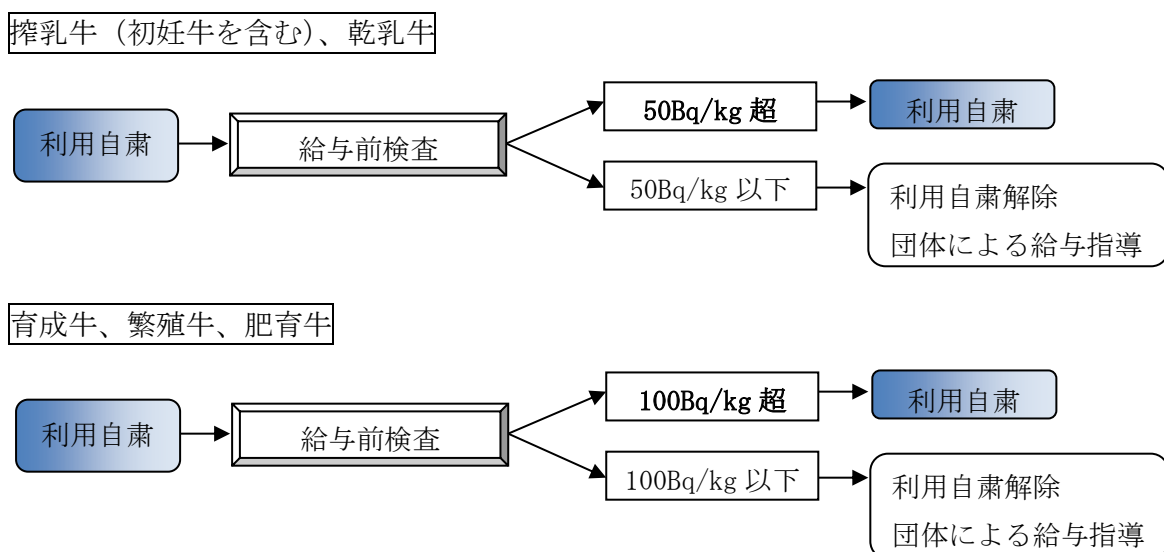 搾乳牛（初妊牛を含む）、乾乳牛
利用自粛
給与前検査
50Bq/kg 超
利用自粛
50Bq/kg 以下
利用自粛解除
団体による給与指導
育成牛、繁殖牛、肥育牛
利用自粛
給与前検査
100Bq/kg 超
利用自粛
100Bq/kg 以下
利用自粛解除
団体による給与指導